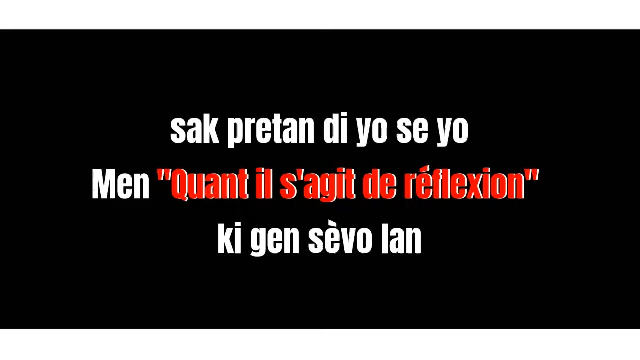 sak pretan di yo se yo
Men "Quant il s'agit de réflexion"
ki gen sèvo lan